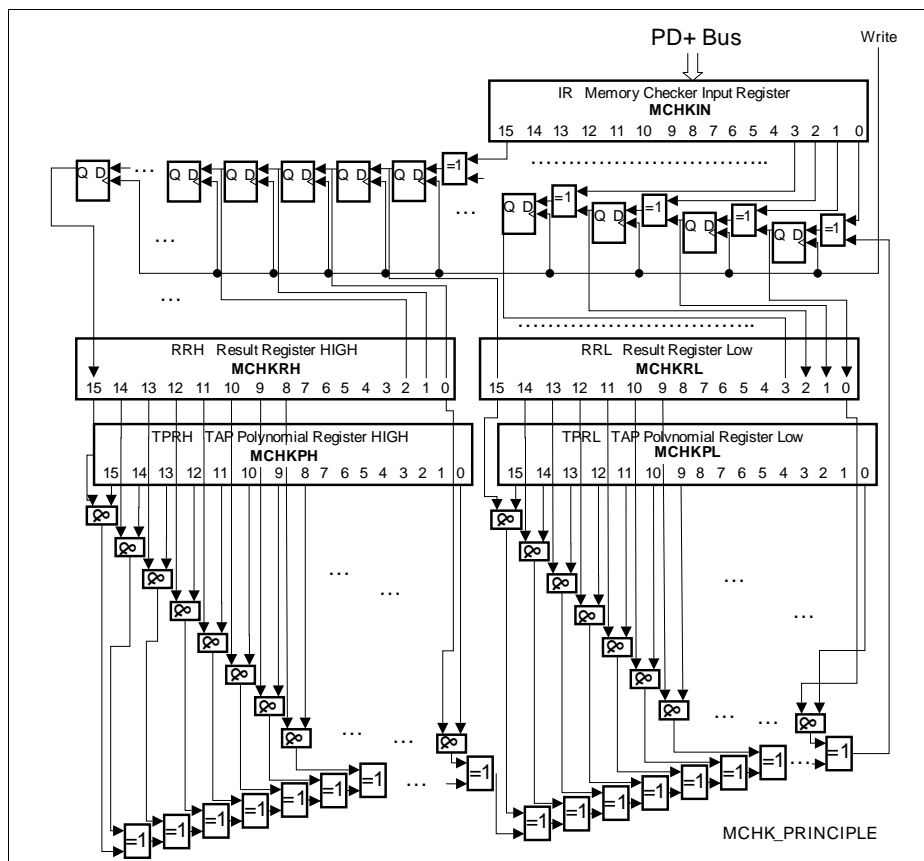 PD+ Bus
Write
IR Memory Checker Input Register
MCHKIN
15 14 13 12 11 10 9 8 7 6 5 4 3 2 1 0
=1
Q D Q D Q D Q D Q D Q D
...
=1 =1 =1 =1
Q D Q D Q D Q D
...
RRH Result Register HIGH
MCHKRH
15 14 13 12 11 10 9 8 7 6 5 4 3 2 1 0
RRL Result Register Low
MCHKRL
15 14 13 12 11 10 9 8 7 6 5 4 3 2 1 0
TPRH TAP Polynomial Register HIGH
MCHKPH
15 14 13 12 11 10 9 8 7 6 5 4 3 2 1 0
TPRL TAP Polynomial Register Low
MCHKPL
15 14 13 12 11 10 9 8 7 6 5 4 3 2 1 0
& & & & & & & & &
& & & & & & & &
=1 =1 =1 =1 =1 =1 =1 =1
=1 =1 =1 =1 =1 =1 =1 =1
MCHK_PRINCIPLE